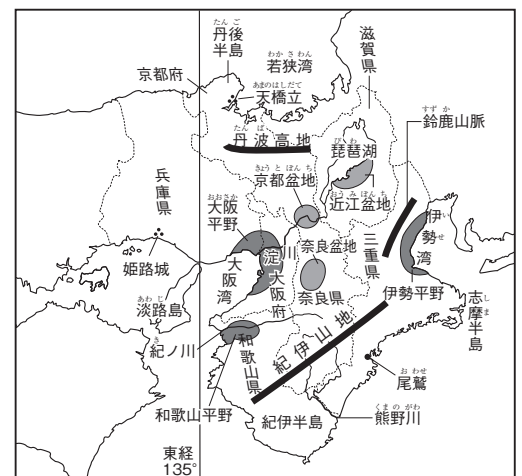 たんご
丹後
半島
わかさわん
若狭湾
滋賀県
京都府
あまのはしだて
天橋立
すずか
鈴鹿山脈
たんば
丹波高地
びわ
琵琶湖
きょうとぼんち
京都盆地
おうみぼんち
近江盆地
兵庫県
おおさか
大阪
平野
い せ
伊勢湾
淀川
奈良盆地
三重県
姫路城
大阪湾
大阪府
奈良県
伊勢平野
しま
志摩半島
あわじ
淡路島
き
紀ノ川
和歌山県
紀伊山地
おわせ
尾鷲
和歌山平野
紀伊半島
くまのがわ
熊野川
東経
135°